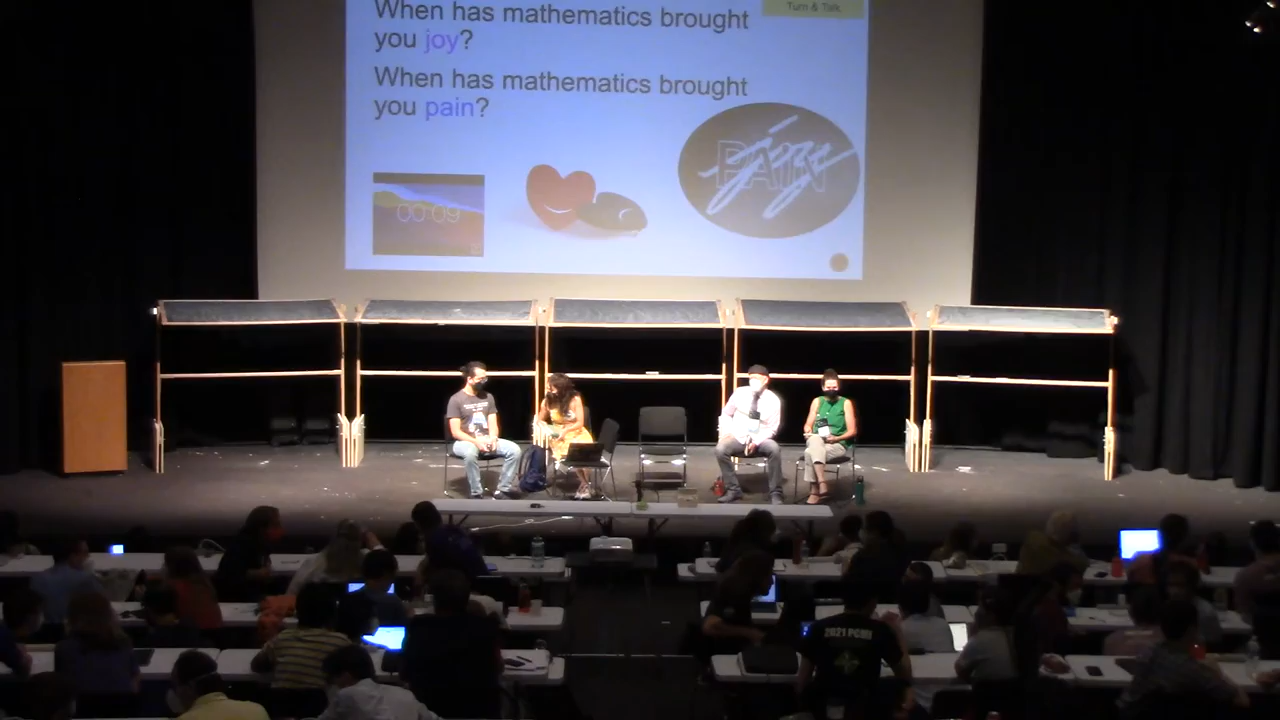 Turn & Talk
When has mathematics brought
you joy?
When has mathematics brought
you pain?
PAIN
joy
00:09
2021 PCMI